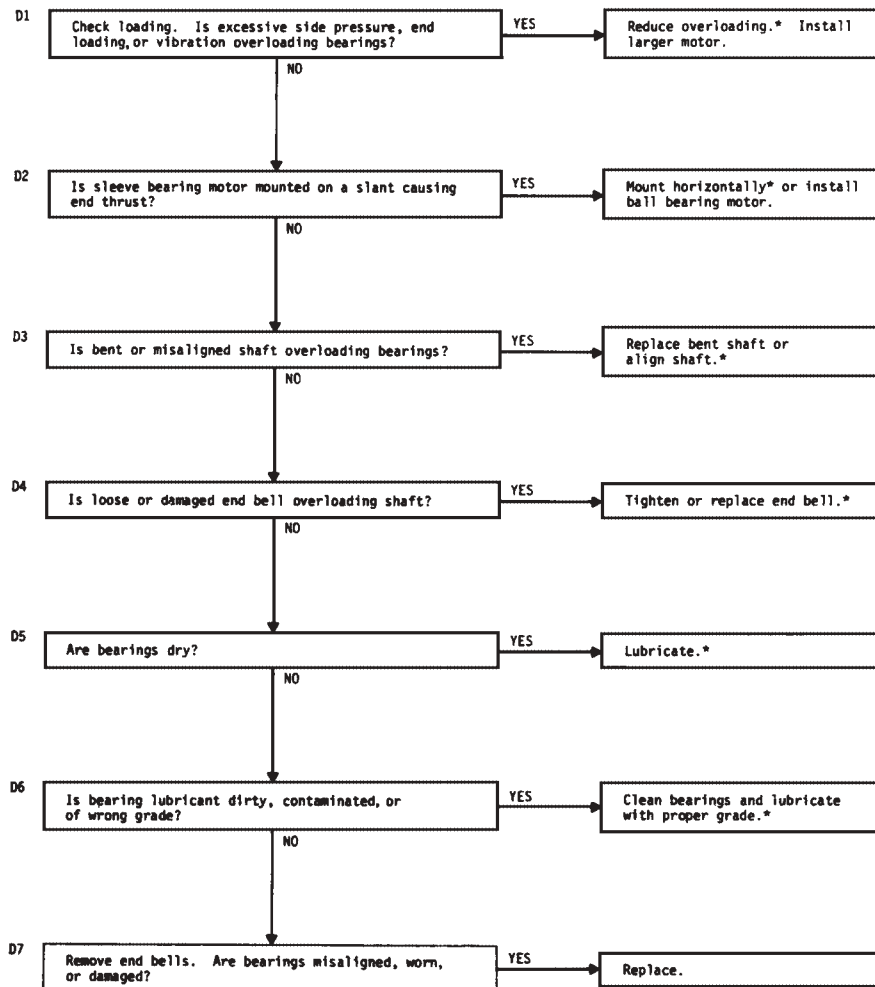 D1
Check loading. Is excessive side pressure, end
loading,or vibration overloading bearings?
YES
Reduce overloading.* Install
larger motor.
NO
D2
Is sleeve bearing motor mounted on a slant causing
end thrust?
YES
Mount horizontally* or install
ball bearing motor.
NO
D3
Is bent or misaligned shaft overloading bearings?
YES
Replace bent shaft or
align shaft.*
NO
D4
Is loose or damaged end bell overloading shaft?
YES
Tighten or replace end bell.*
NO
D5
Are bearings dry?
YES
Lubricate.*
NO
D6
Is bearing lubricant dirty, contaminated, or
of wrong grade?
YES
Clean bearings and lubricate
with proper grade.*
NO
D7
Remove end bells. Are bearings misaligned, worn,
or damaged?
YES
Replace.